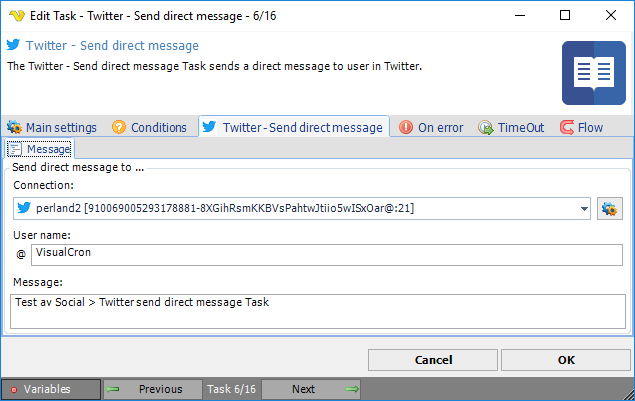 Edit Task - Twitter - Send direct message - 6/16
Twitter - Send direct message
The Twitter - Send direct message Task sends a direct message to user in Twitter.
Main settings Conditions Twitter - Send direct message On error TimeOut Flow
Message
Send direct message to ...
Connection:
perland2 [910069005293178881-8XGihRsmKKBVsPahtwJtiio5wISxOar@:21]
User name:
@ VisualCron
Message:
Test av Social > Twitter send direct message Task
Cancel OK
Variables Previous Task 6/16 Next